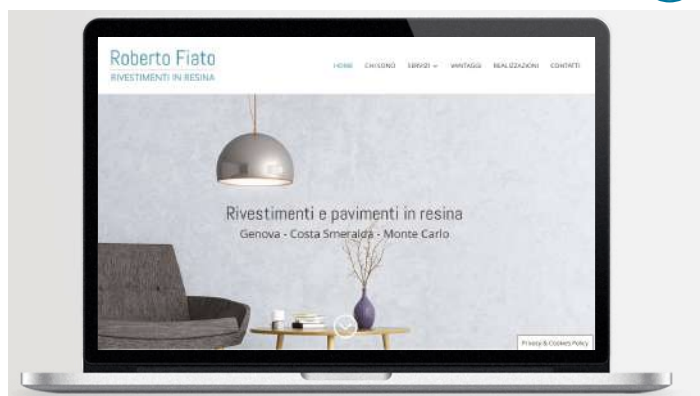 Roberto Fiato
RIVESTIMENTI IN RESINA
HOME CHI SONO SERVIZI VANTAGGI REALIZZAZIONI CONTATTI
Rivestimenti e pavimenti in resina
Genova - Costa Smeralda - Monte Carlo
Privacy & Cookies Policy